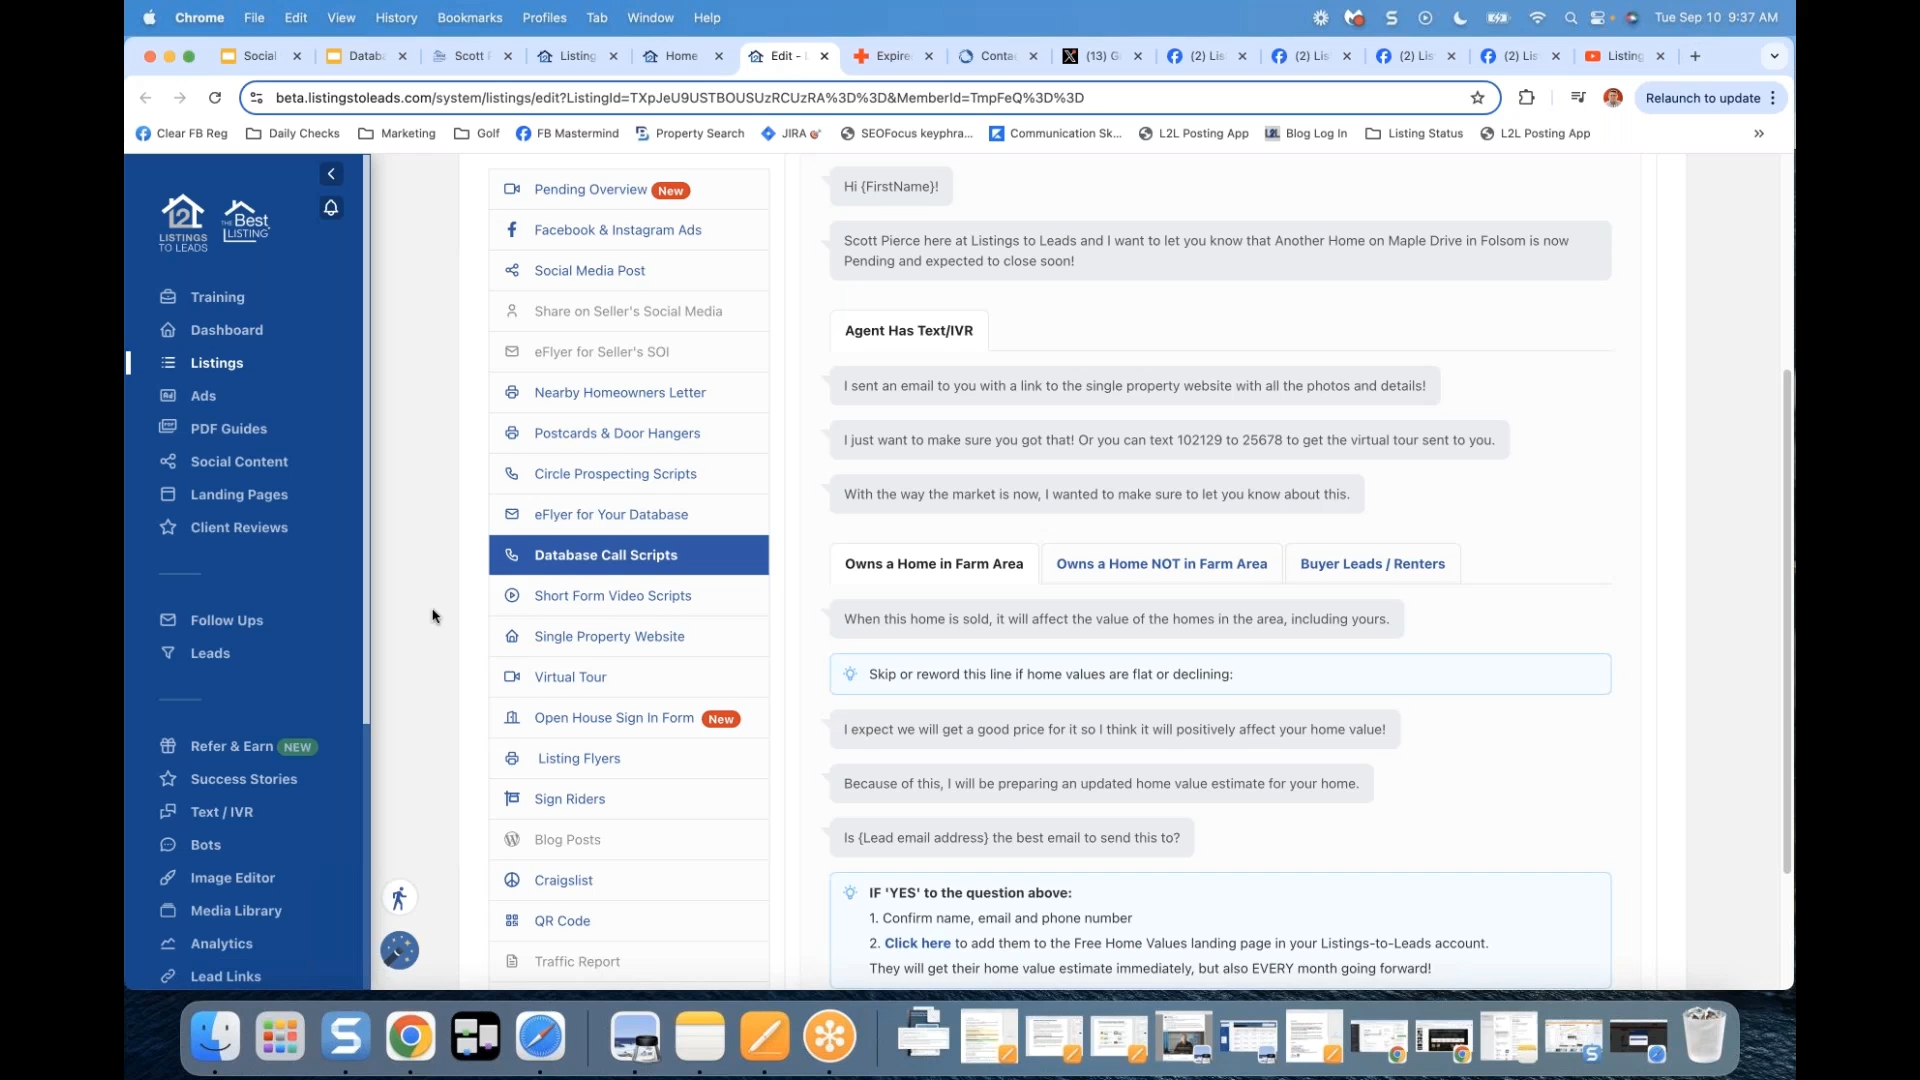 Chrome File Edit View History Bookmarks Profiles Tab Window Help
Tue Sep 10 9:37 AM
Social
Scott
Listing
Home
Edit -
Expire
(13)
(2) Lis
(2) Lis
(2) Lis
(2) Lis
Listing
beta.listingstoleads.com/system/listings/edit?ListingId=TXpJeU9USTBOUSUzRCUzRA%3D%3D&MemberId=TmpFeQ%3D%3D
Relaunch to update
Clear FB Reg
Daily Checks
Marketing
Golf
FB Mastermind
Property Search
JIRA
SEOFocus keyphra...
Communication Sk...
L2L Posting App
Blog Log In
Listing Status
L2L Posting App
LISTINGS
TO LEADS
THE Best
LISTING
Training
Dashboard
Listings
Ads
PDF Guides
Social Content
Landing Pages
Client Reviews
Follow Ups
Leads
Refer & Earn NEW
Success Stories
Text / IVR
Bots
Image Editor
Media Library
Analytics
Lead Links
Pending Overview New
Facebook & Instagram Ads
Social Media Post
Share on Seller's Social Media
eFlyer for Seller's SOI
Nearby Homeowners Letter
Postcards & Door Hangers
Circle Prospecting Scripts
eFlyer for Your Database
Database Call Scripts
Short Form Video Scripts
Single Property Website
Virtual Tour
Open House Sign In Form New
Listing Flyers
Sign Riders
Blog Posts
Craigslist
QR Code
Traffic Report
Hi {FirstName}!
Scott Pierce here at Listings to Leads and I want to let you know that Another Home on Maple Drive in Folsom is now
Pending and expected to close soon!
Agent Has Text/IVR
I sent an email to you with a link to the single property website with all the photos and details!
I just want to make sure you got that! Or you can text 102129 to 25678 to get the virtual tour sent to you.
With the way the market is now, I wanted to make sure to let you know about this.
Owns a Home in Farm Area
Owns a Home NOT in Farm Area
Buyer Leads / Renters
When this home is sold, it will affect the value of the homes in the area, including yours.
Skip or reword this line if home values are flat or declining:
I expect we will get a good price for it so I think it will positively affect your home value!
Because of this, I will be preparing an updated home value estimate for your home.
Is {Lead email address} the best email to send this to?
IF 'YES' to the question above:
1. Confirm name, email and phone number
2. Click here to add them to the Free Home Values landing page in your Listings-to-Leads account.
They will get their home value estimate immediately, but also EVERY month going forward!